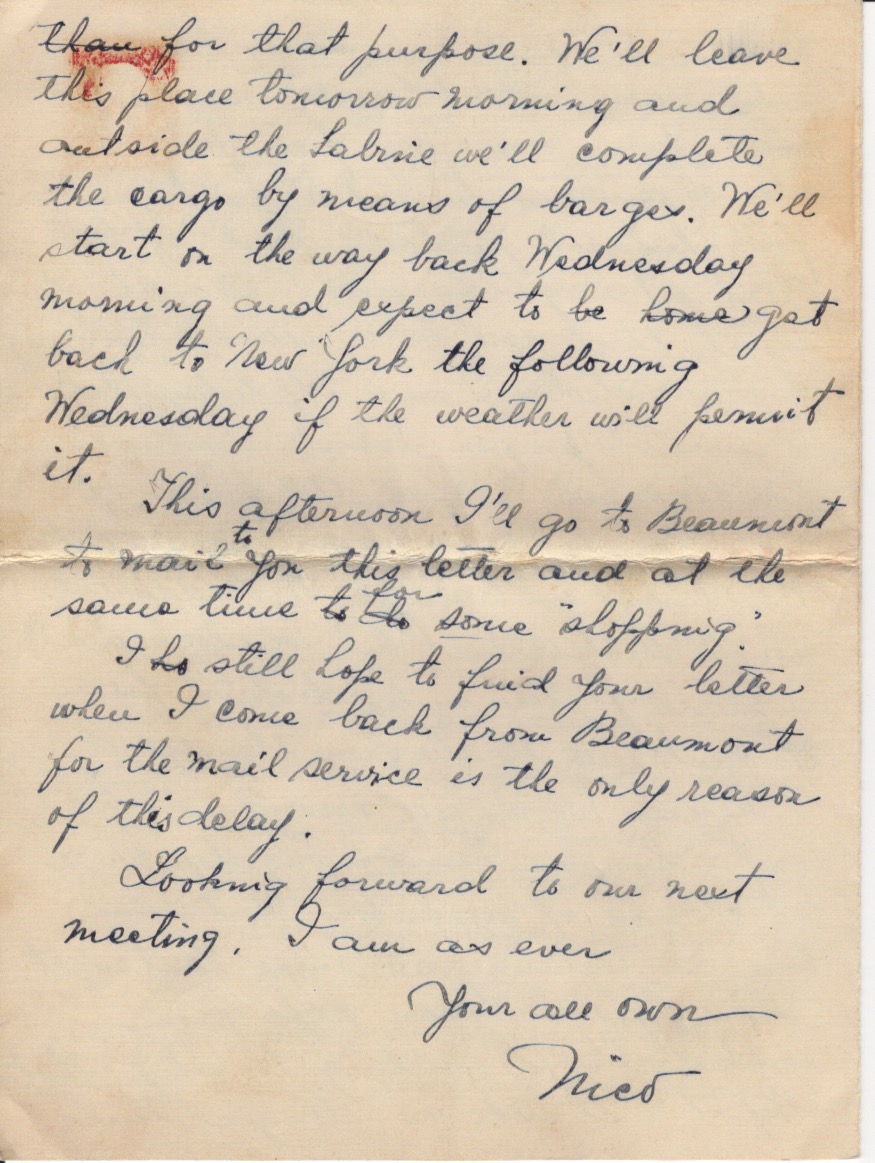 than for that purpose. We'll leave
this place tomorrow morning and
outside the Sabine we'll complete
the cargo by means of barges. We'll
start on the way back Wednesday
morning and expect to be home get
back to New York the following
Wednesday if the weather will permit
it.
This afternoon I'll go to Beaumont
to mail to you this letter and at the
same time to do for some "shopping".
I do still hope to find your letter
when I come back from Beaumont
for the mail service is the only reason
of this delay.
Looking forward to our next
meeting. I am as ever
Your all own
Nico